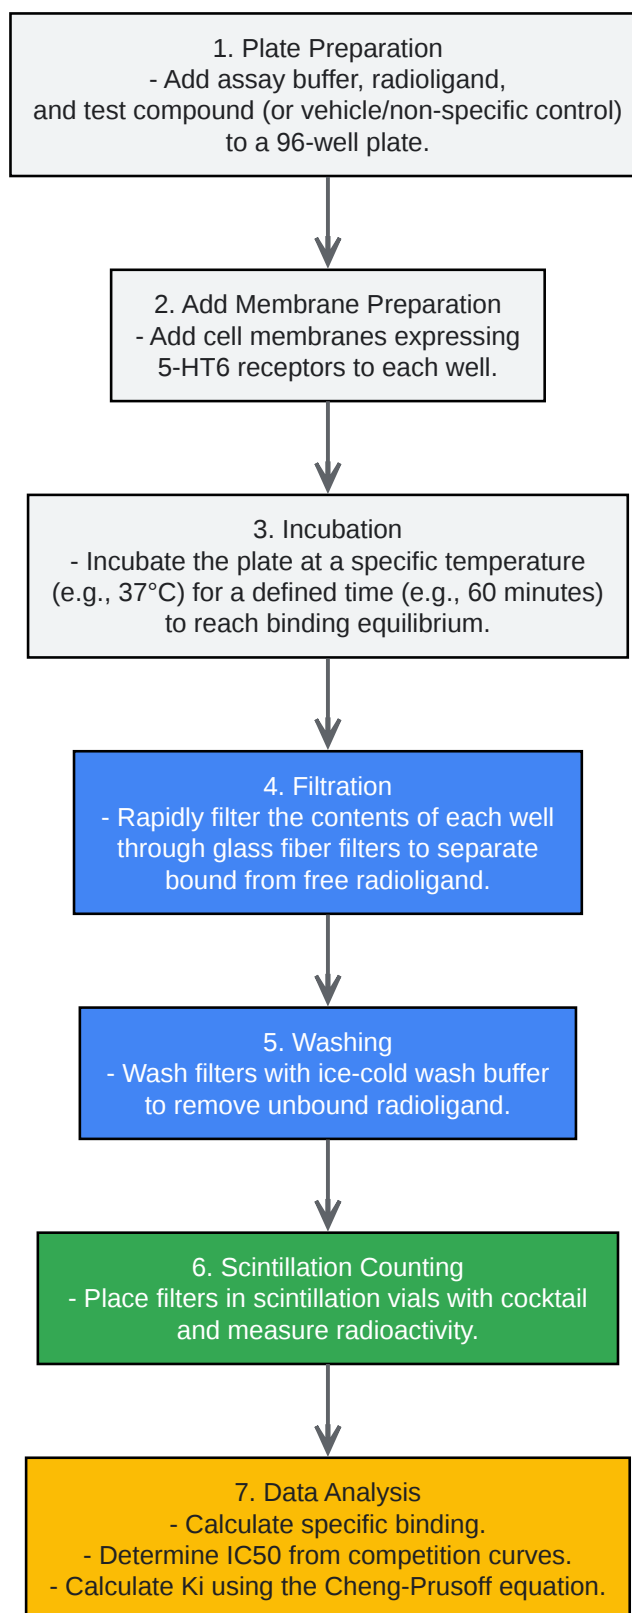 1. Plate Preparation
- Add assay buffer, radioligand,
and test compound (or vehicle/non-specific control)
to a 96-well plate.
2. Add Membrane Preparation
- Add cell membranes expressing
5-HT6 receptors to each well.
3. Incubation
- Incubate the plate at a specific temperature
(e.g., 37°C) for a defined time (e.g., 60 minutes)
to reach binding equilibrium.
4. Filtration
- Rapidly filter the contents of each well
through glass fiber filters to separate
bound from free radioligand.
5. Washing
- Wash filters with ice-cold wash buffer
to remove unbound radioligand.
6. Scintillation Counting
- Place filters in scintillation vials with cocktail
and measure radioactivity.
7. Data Analysis
- Calculate specific binding.
- Determine IC50 from competition curves.
- Calculate Ki using the Cheng-Prusoff equation.